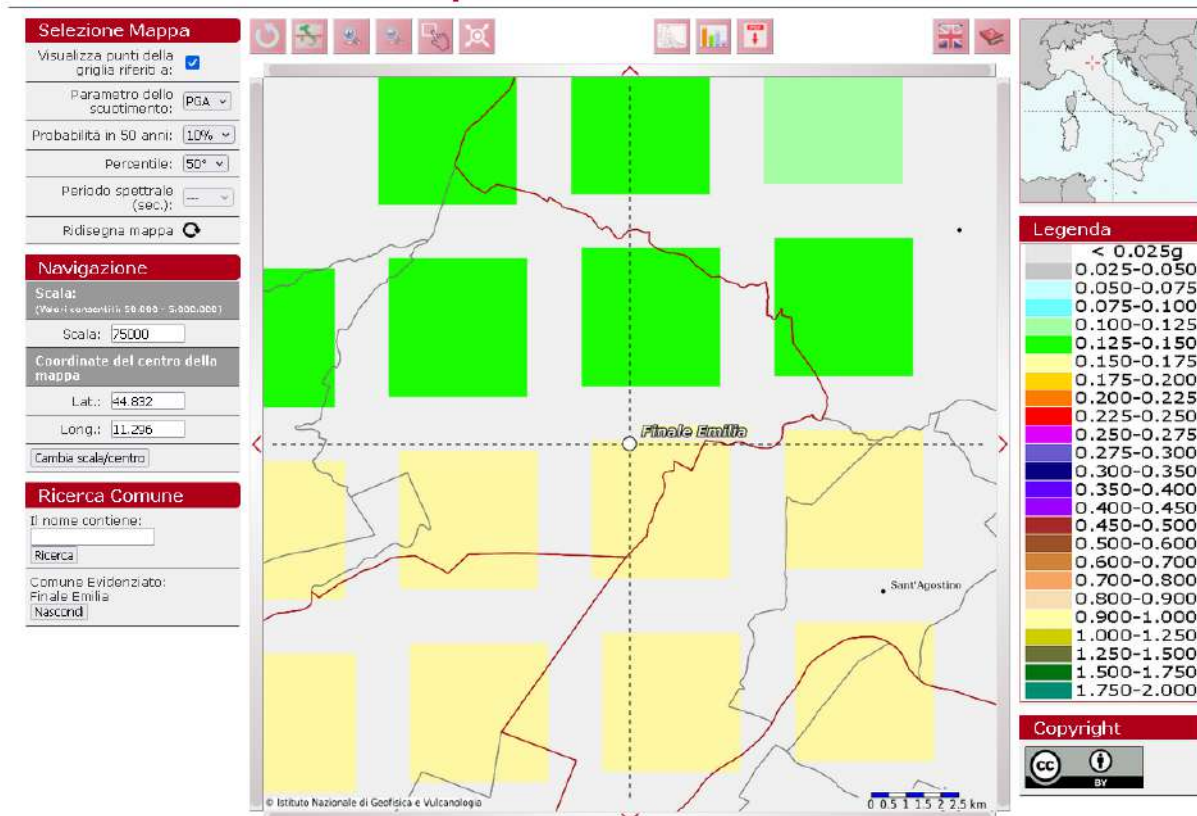 Selezione Mappa
Visualizza punti della
griglia riferiti a:
Parametro dello
scuotimento: PGA
Probabilità in 50 anni: 10%
Percentile: 50°
Periodo spettrale
(sec.): ---
Ridisegna mappa
Navigazione
Scala:
(Valori consentiti: 50.000 - 5.000.000)
Scala: 75000
Coordinate del centro della
mappa
Lat.: 44.832
Long.: 11.296
Cambia scala/centro
Ricerca Comune
Il nome contiene:
Ricerca
Comune Evidenziato:
Finale Emilia
Nascondi
Finale Emilia
Sant'Agostino
© Istituto Nazionale di Geofisica e Vulcanologia
0 0.5 1 1.5 2 2.5 km
Legenda
< 0.025g
0.025-0.050
0.050-0.075
0.075-0.100
0.100-0.125
0.125-0.150
0.150-0.175
0.175-0.200
0.200-0.225
0.225-0.250
0.250-0.275
0.275-0.300
0.300-0.350
0.350-0.400
0.400-0.450
0.450-0.500
0.500-0.600
0.600-0.700
0.700-0.800
0.800-0.900
0.900-1.000
1.000-1.250
1.250-1.500
1.500-1.750
1.750-2.000
Copyright
cc
BY